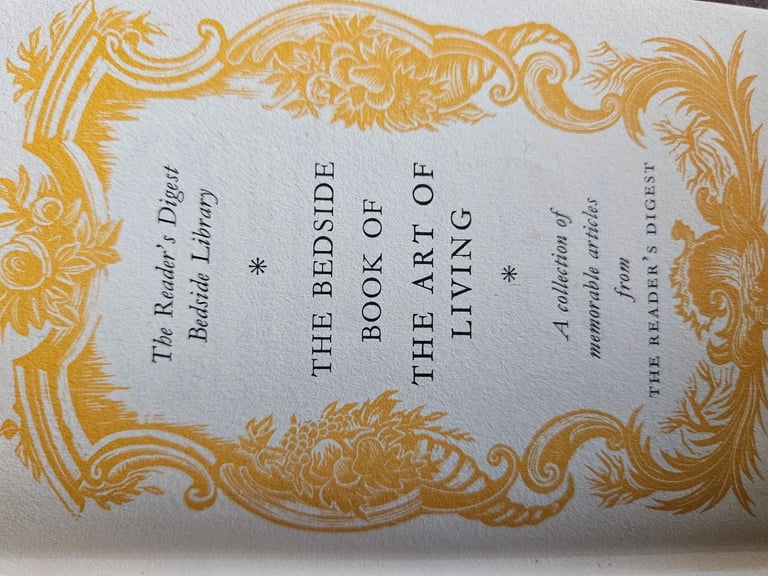 The Reader's Digest
Bedside Library
*
THE BEDSIDE
BOOK OF
THE ART OF
LIVING
*
A collection of
memorable articles
from
THE READER'S DIGEST